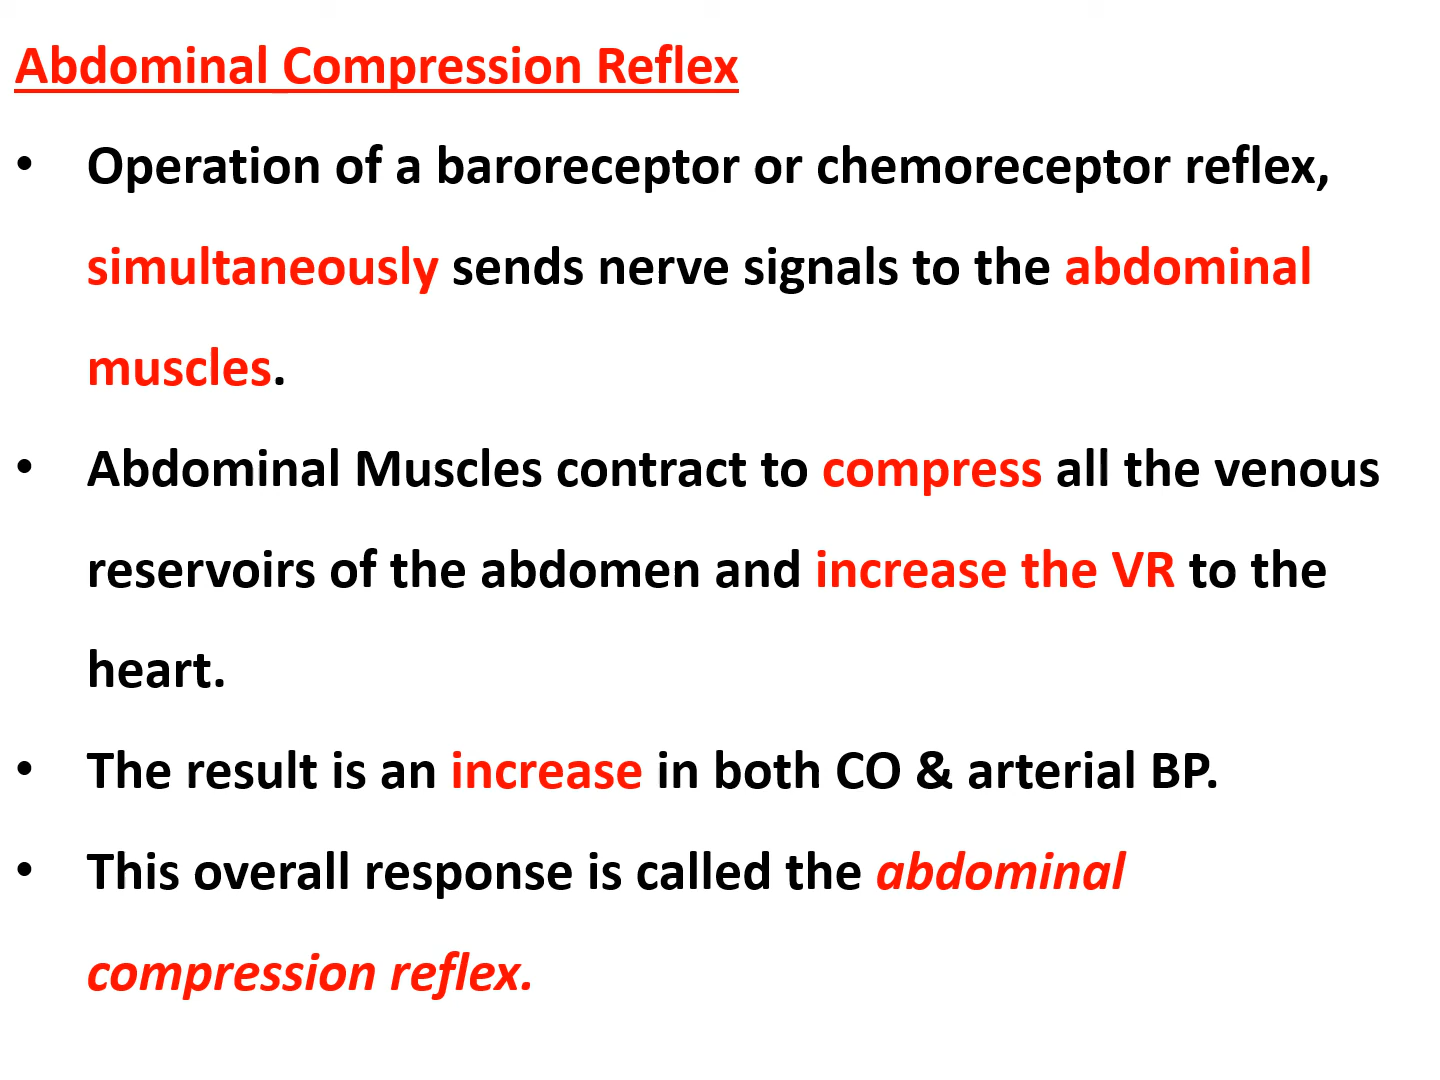 Abdominal Compression Reflex
• Operation of a baroreceptor or chemoreceptor reflex,
simultaneously sends nerve signals to the abdominal
muscles.
• Abdominal Muscles contract to compress all the venous
reservoirs of the abdomen and increase the VR to the
heart.
• The result is an increase in both CO & arterial BP.
• This overall response is called the abdominal
compression reflex.